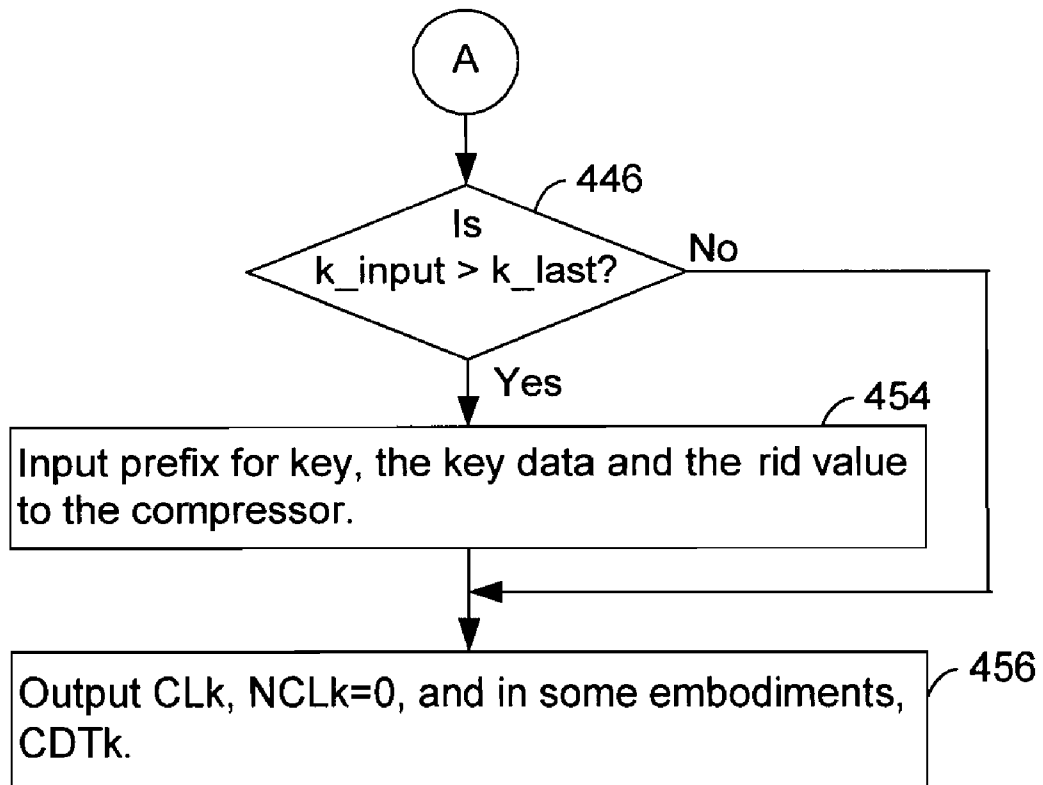 A
446
Is
k_input > k_last?
No
Yes
454
Input prefix for key, the key data and the rid value
to the compressor.
456
Output CLk, NCLk=0, and in some embodiments,
CDTk.